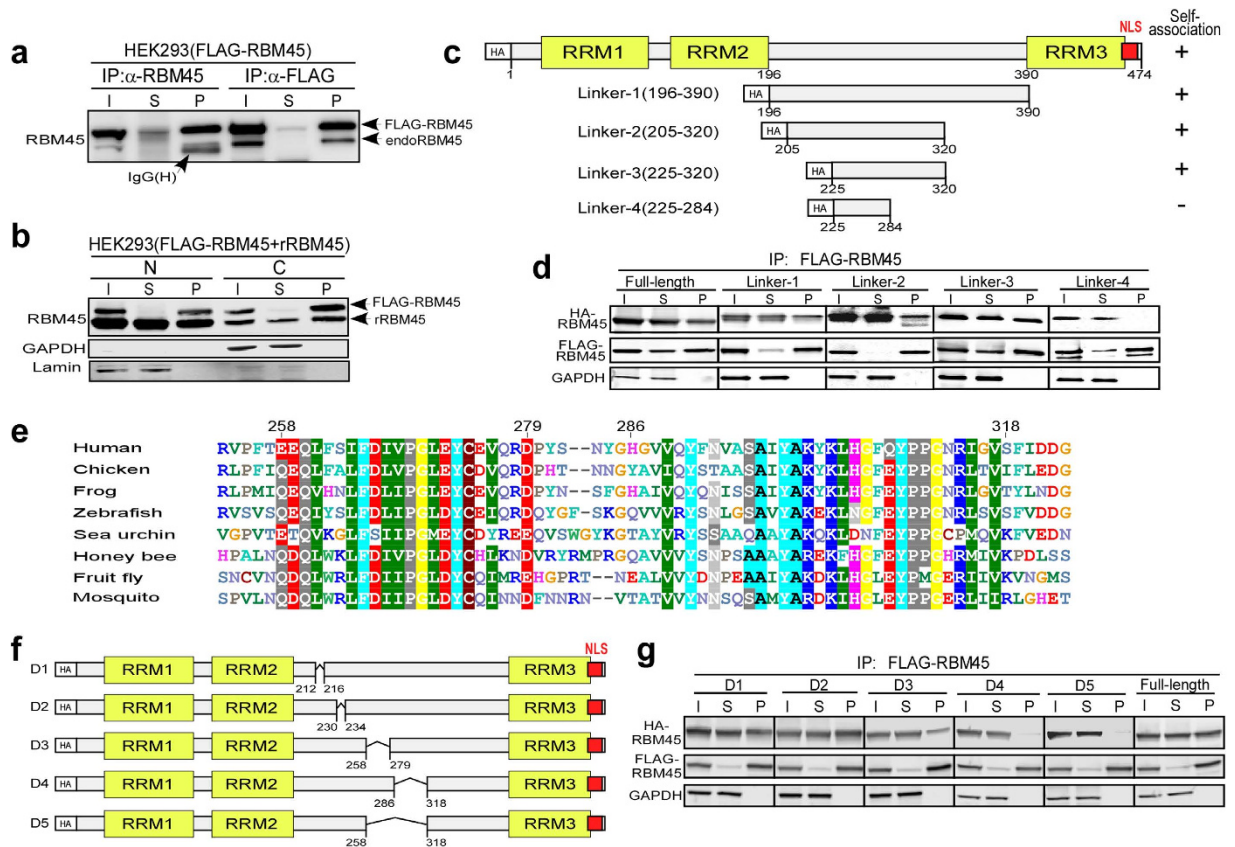 a
HEK293(FLAG-RBM45)
IP:α-RBM45 IP:α-FLAG
I S P I S P
RBM45
FLAG-RBM45
endoRBM45
IgG(H)
b
HEK293(FLAG-RBM45+rRBM45)
N C
I S P I S P
RBM45
FLAG-RBM45
rRBM45
GAPDH
Lamin
c
Self-association
NLS
HA RRM1 RRM2 RRM3 +
1 196 390 474
Linker-1(196-390) HA +
196 390
Linker-2(205-320) HA +
205 320
Linker-3(225-320) HA +
225 320
Linker-4(225-284) HA -
225 284
d
IP: FLAG-RBM45
Full-length Linker-1 Linker-2 Linker-3 Linker-4
I S P I S P I S P I S P I S P
HA-RBM45
FLAG-RBM45
GAPDH
e
258 279 286 318
Human RVPFTEEQLFSIFDIVPGLEYCEVQRDPYS--NYGHGVVQYFNVASAIYAKYKLHGFQYPPGNRIGVSFIDDG
Chicken RLPFIQEQLFALFDLVPGLEYCDVQRDPHT--NNGYAVIQYSTAASAIYAKYKLHGFEYPPGNRLTVIFLEDG
Frog RLPMIQEQVHNLFDLIPGLEYCEIQRDPYN--SFGHAIVQYQNISSAIYAKYKLHGFEYPPGNRLGVTYLNDG
Zebrafish RVSVSQEQIYSLFDLIPGLDYCEIQRDQYGF-SKGQVVVRYSNLGSAVYAKEKLNGFEYPPGNRLSVSFVDDG
Sea urchin VGPVTETQVKGLFSIIPGMEYCDYREEQVSWGYKGTAYVRYSSIAQAAYAKQKLDNFEYPPGCPMQVKFVEDN
Honey bee HPALNQDQLWKLFDIVPGLDYCHLKNDVRYRMPRGQAVVVYSNPSAAAYAREKFHGFEYPPGHRMIVKPDLSS
Fruit fly SNCVNQDQLWRLFDIIPGLDYCQIMREHGPRT--NEALVVYDNPEAAIYAKDKLHGLEYPMGERIIVKVNGMS
Mosquito SPVLNQDQLWRLFDIIPGLDYCQINNDFNNRN--VTATVVYNNSQSAMYARDKIHGLEYPPGERLIIRLGHET
f
NLS
D1 HA RRM1 RRM2 RRM3
212 216
D2 HA RRM1 RRM2 RRM3
230 234
D3 HA RRM1 RRM2 RRM3
258 279
D4 HA RRM1 RRM2 RRM3
286 318
D5 HA RRM1 RRM2 RRM3
258 318
g
IP: FLAG-RBM45
D1 D2 D3 D4 D5 Full-length
I S P I S P I S P I S P I S P I S P
HA-RBM45
FLAG-RBM45
GAPDH